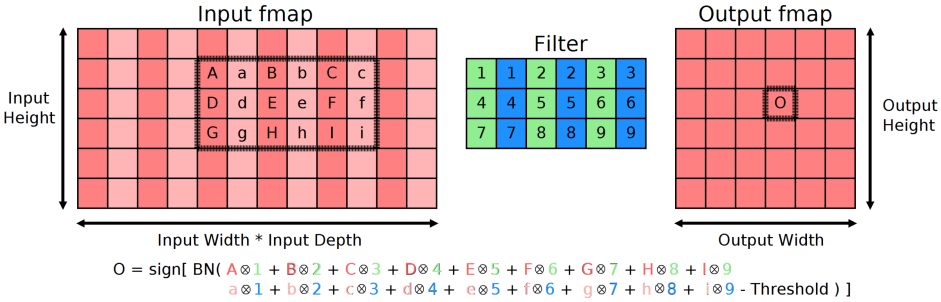 Input fmap
Output fmap
Filter
Input
Height
A a B b C c
D d E e F f
G g H h I i
1 1 2 2 3 3
4 4 5 5 6 6
7 7 8 8 9 9
O
Output
Height
Input Width * Input Depth
Output Width
O = sign[ BN( A⊗1 + B⊗2 + C⊗3 + D⊗4 + E⊗5 + F⊗6 + G⊗7 + H⊗8 + I⊗9
a⊗1 + b⊗2 + c⊗3 + d⊗4 + e⊗5 + f⊗6 + g⊗7 + h⊗8 + i⊗9 - Threshold ) ]